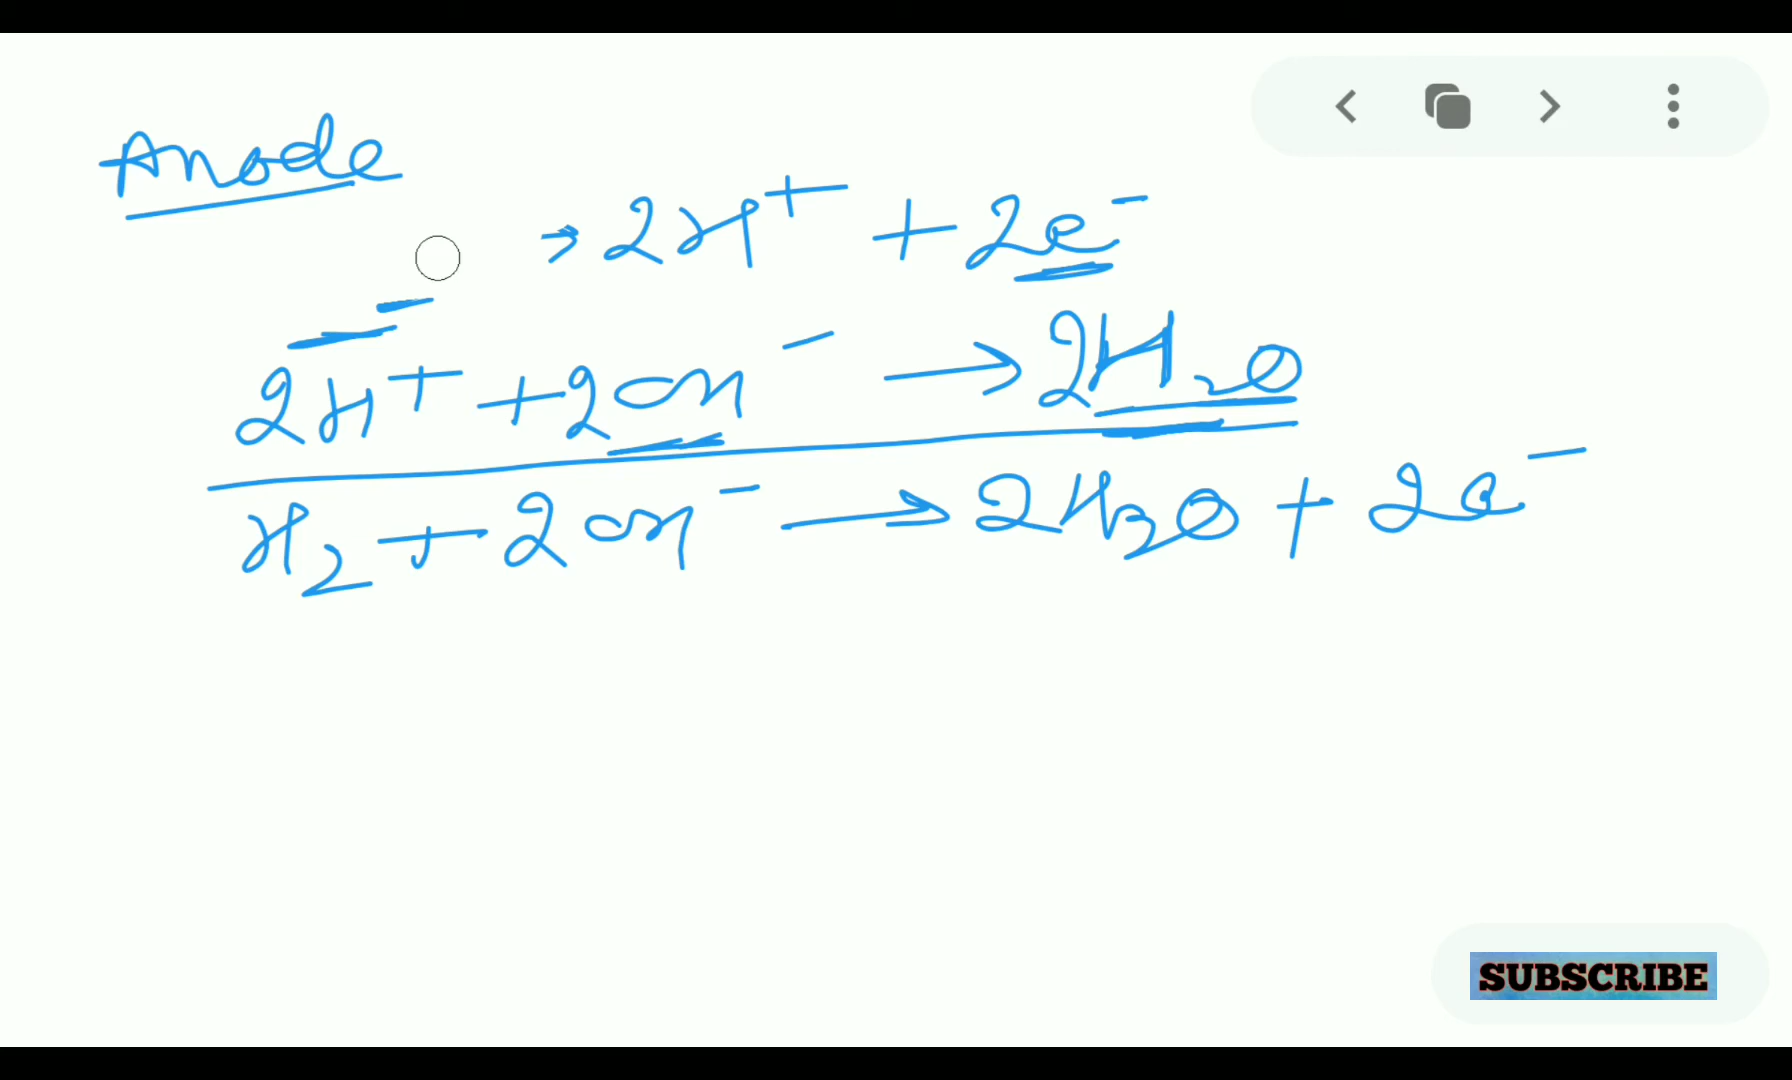 Anode
→ 2H⁺ + 2e⁻
2H⁺ + 2OH⁻ → 2H₂O
H₂ + 2OH⁻ → 2H₂O + 2e⁻
SUBSCRIBE